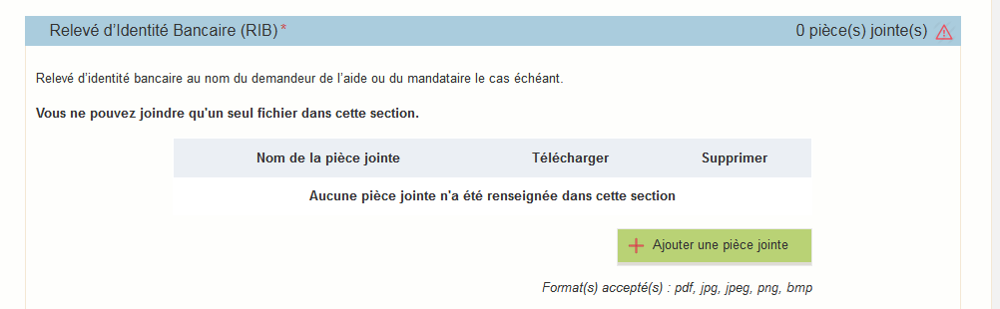 Relevé d'Identité Bancaire (RIB) * 0 pièce(s) jointe(s)
Relevé d'identité bancaire au nom du demandeur de l'aide ou du mandataire le cas échéant.
Vous ne pouvez joindre qu'un seul fichier dans cette section.
Nom de la pièce jointe Télécharger Supprimer
Aucune pièce jointe n'a été renseignée dans cette section
Ajouter une pièce jointe
Format(s) accepté(s) : pdf, jpg, jpeg, png, bmp